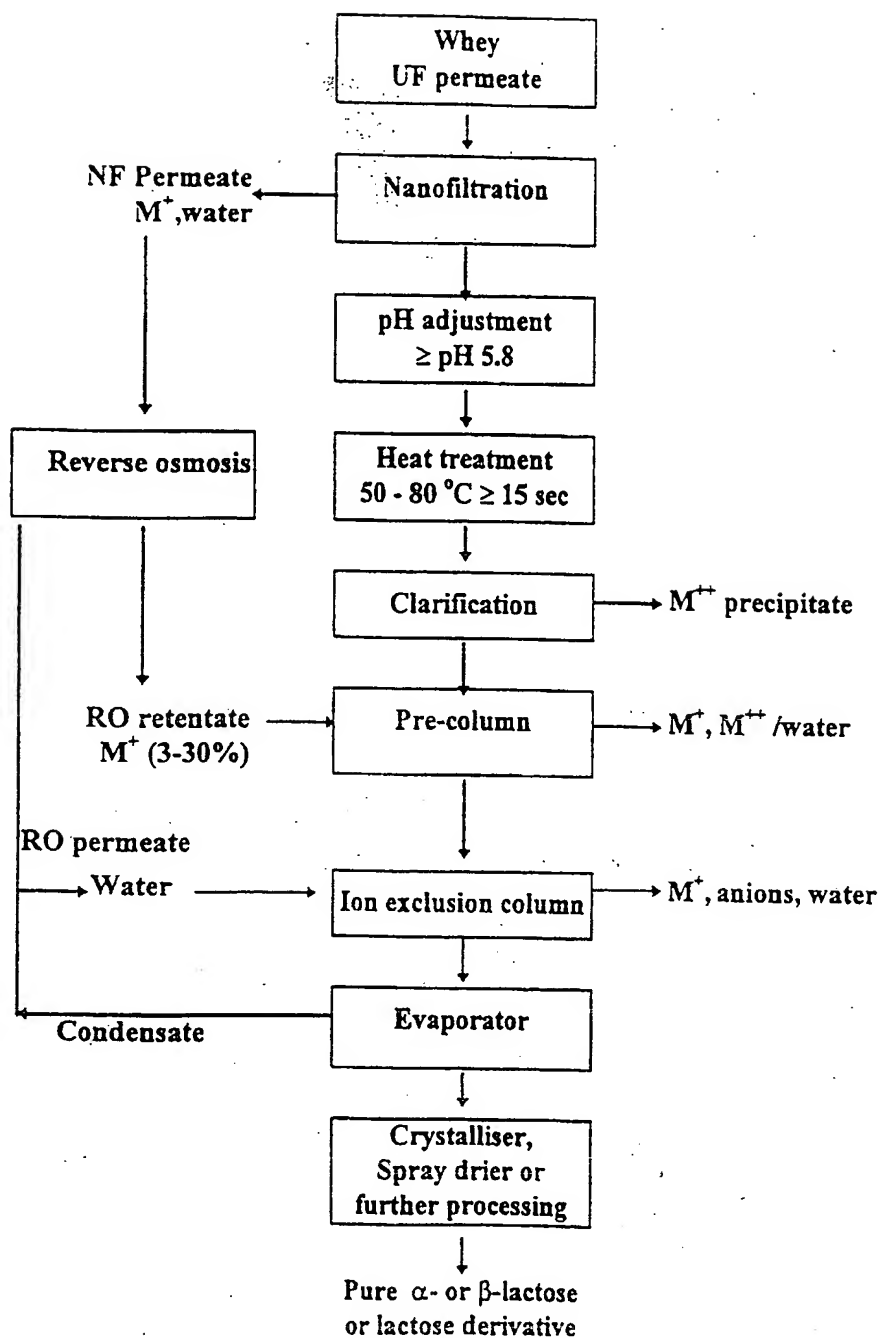 Whey
UF permeate
NF Permeate
M⁺,water
Nanofiltration
pH adjustment
≥ pH 5.8
Reverse osmosis
Heat treatment
50 - 80 °C ≥ 15 sec
Clarification
M⁺⁺ precipitate
RO retentate
M⁺ (3-30%)
Pre-column
M⁺, M⁺⁺ /water
RO permeate
Water
Ion exclusion column
M⁺, anions, water
Evaporator
Condensate
Crystalliser,
Spray drier or
further processing
Pure α- or β-lactose
or lactose derivative